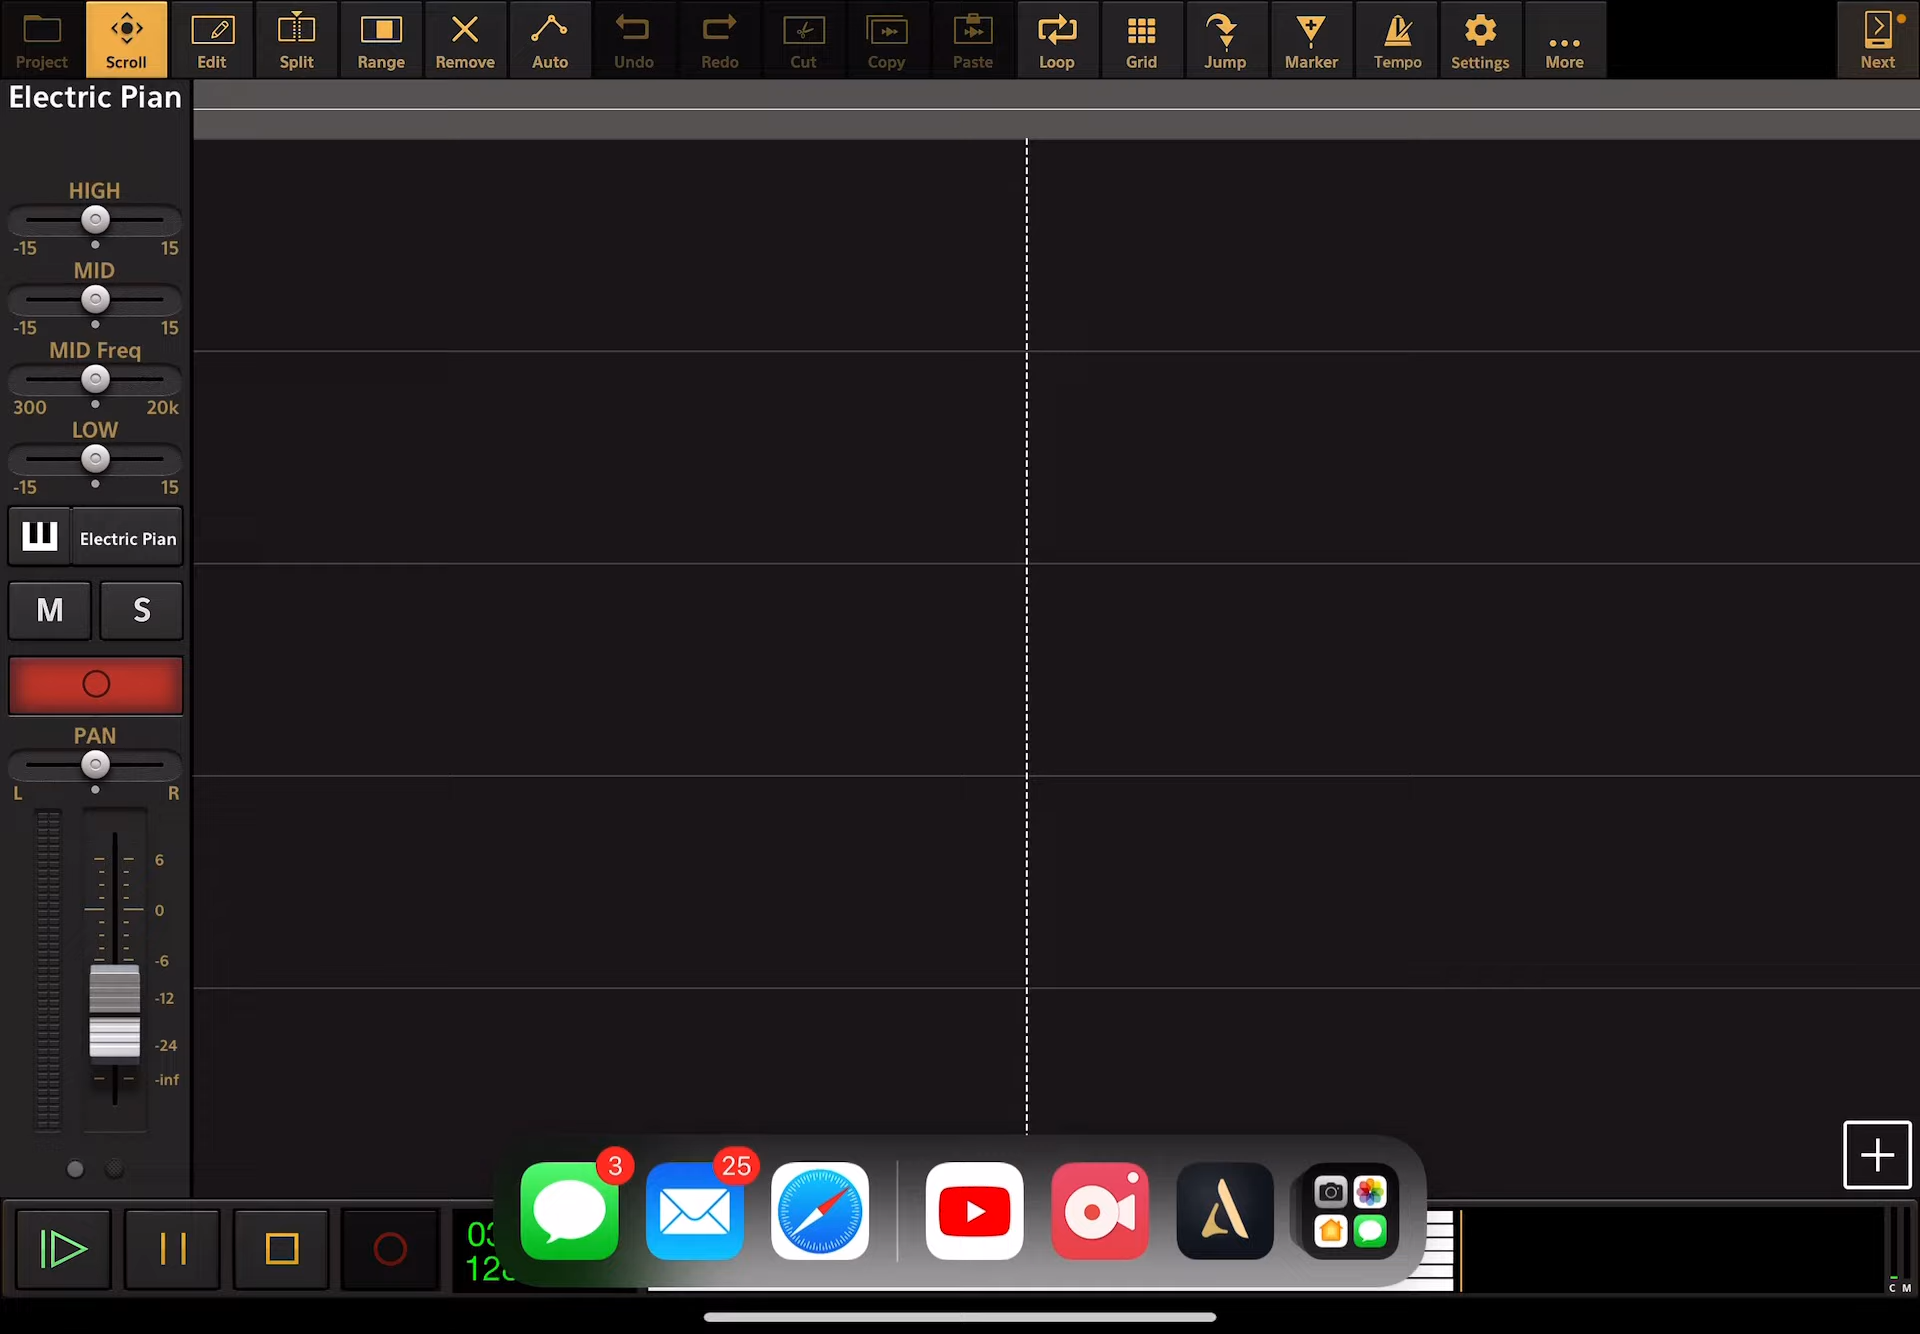 Project Scroll Edit Split Range Remove Auto Undo Redo Cut Copy Paste Loop Grid Jump Marker Tempo Settings More Next
Electric Pian
HIGH
-15 15
MID
-15 15
MID Freq
300 20k
LOW
-15 15
Electric Pian
M S
PAN
L R
6
0
-6
-12
-24
-inf
3 25
C M